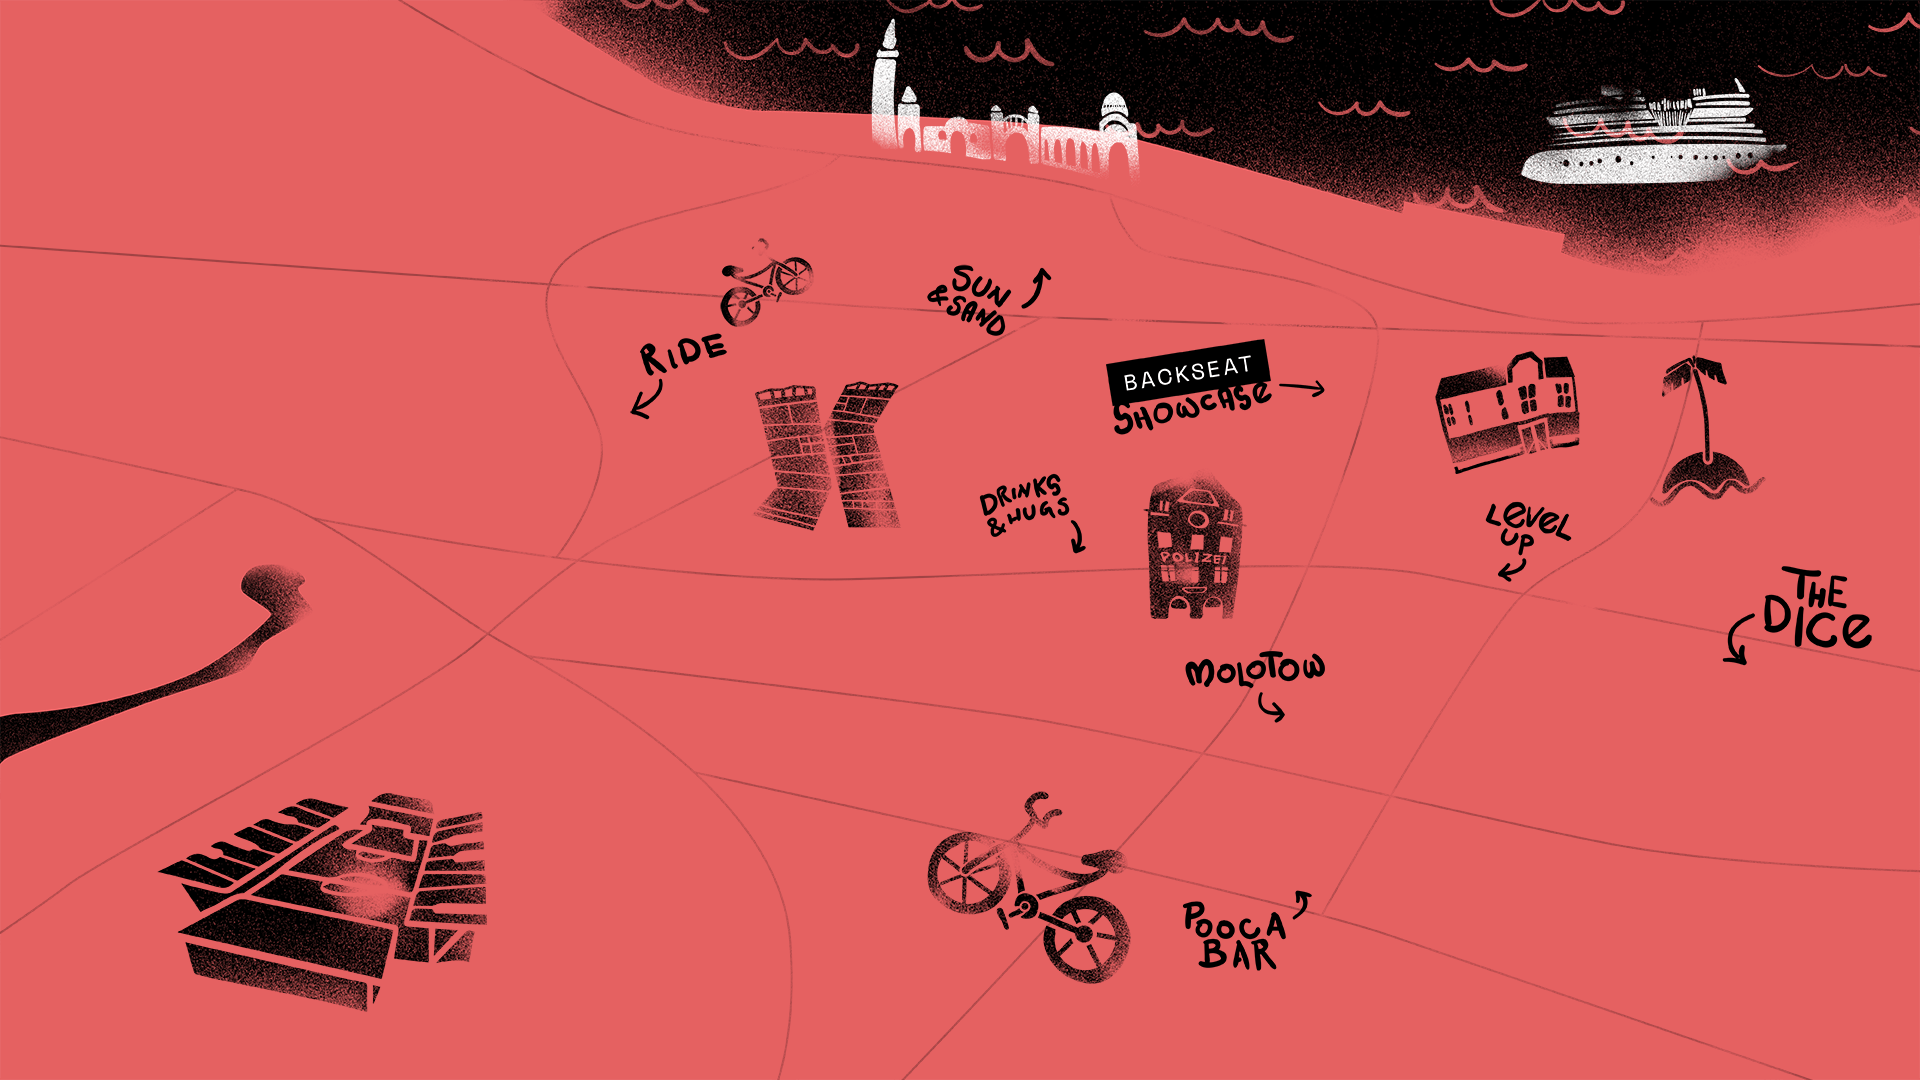 SUN
& SAND
RIDE
BACKSEAT
SHOWCASE
DRINKS
& HUGS
LEVEL
UP
POLIZEI
THE
DICE
MOLOTOW
POOCA
BAR